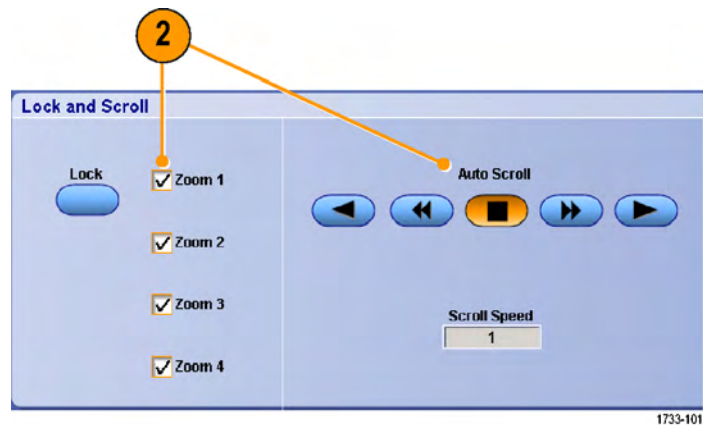 2
Lock and Scroll
Lock
Zoom 1
Auto Scroll
Zoom 2
Zoom 3
Scroll Speed
1
Zoom 4
1733-101